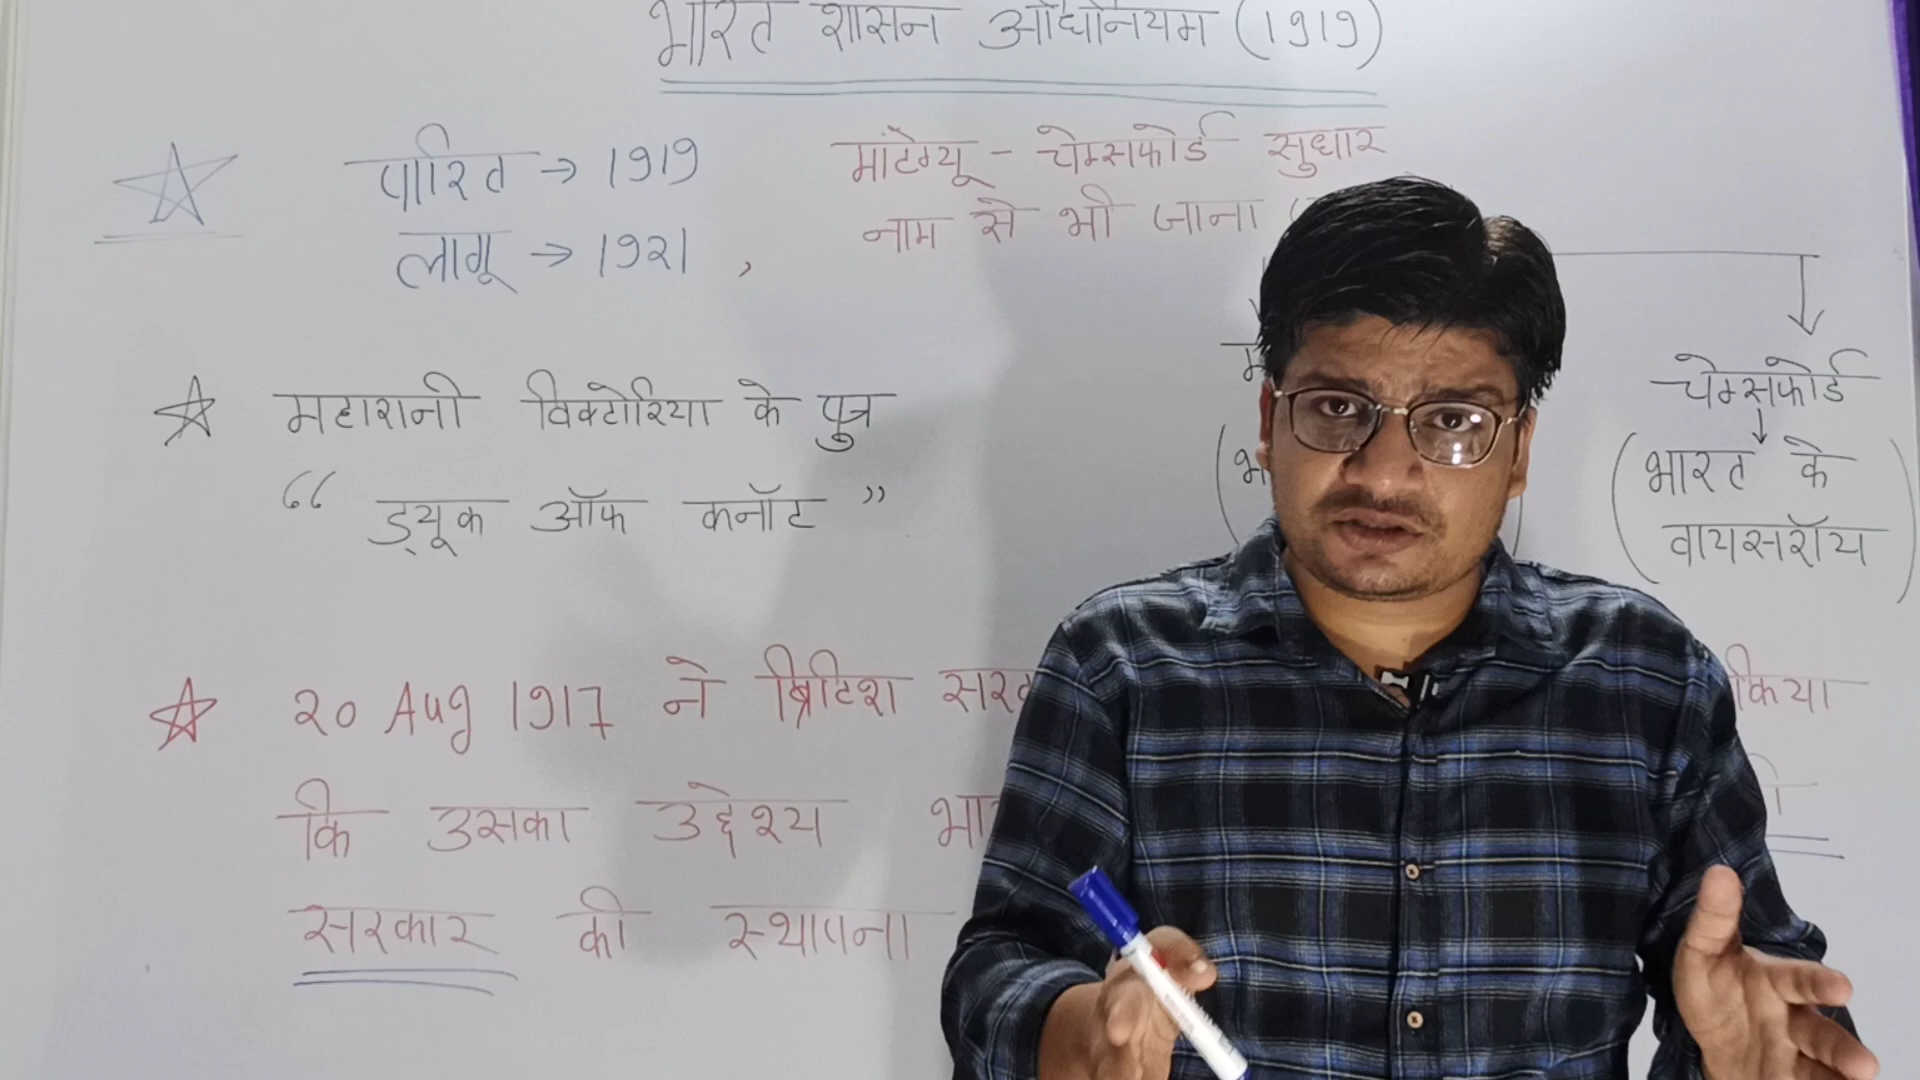 भारत शासन अधिनियम (1919)
पारित → 1919
लागू → 1921 ,
मांटेग्यू - चेम्सफोर्ड सुधार
नाम से भी जाना
चेम्सफोर्ड
↓
(भारत के
वायसरॉय)
महारानी विक्टोरिया के पुत्र
“ ड्यूक ऑफ कनॉट ”
20 Aug 1917 ने ब्रिटिश किया
कि उसका उद्देश्य
सरकार की स्थापना